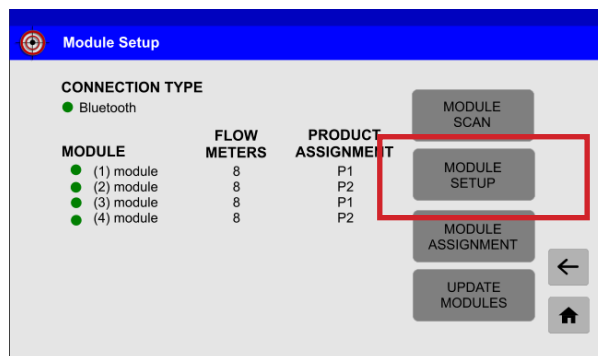 Module Setup
CONNECTION TYPE
Bluetooth
MODULE FLOW METERS PRODUCT ASSIGNMENT
(1) module 8 P1
(2) module 8 P2
(3) module 8 P1
(4) module 8 P2
MODULE
SCAN
MODULE
SETUP
MODULE
ASSIGNMENT
UPDATE
MODULES